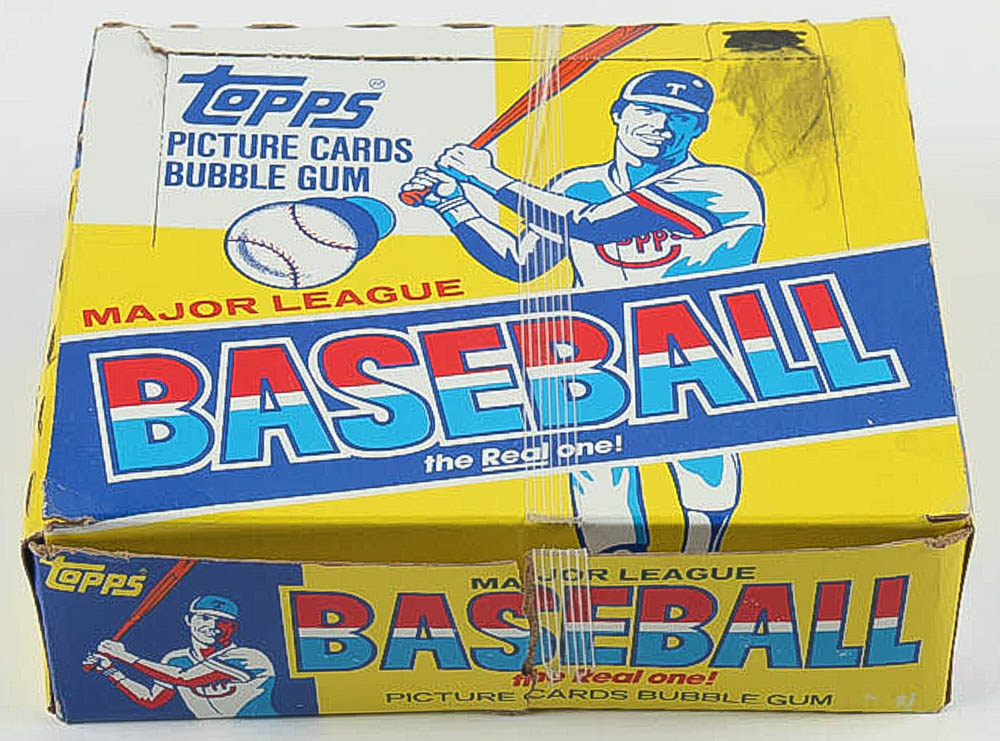 Topps
PICTURE CARDS
BUBBLE GUM
T
Topps
MAJOR LEAGUE
BASEBALL
the Real one!
Topps
MAJOR LEAGUE
BASEBALL
the Real one!
PICTURE CARDS BUBBLE GUM